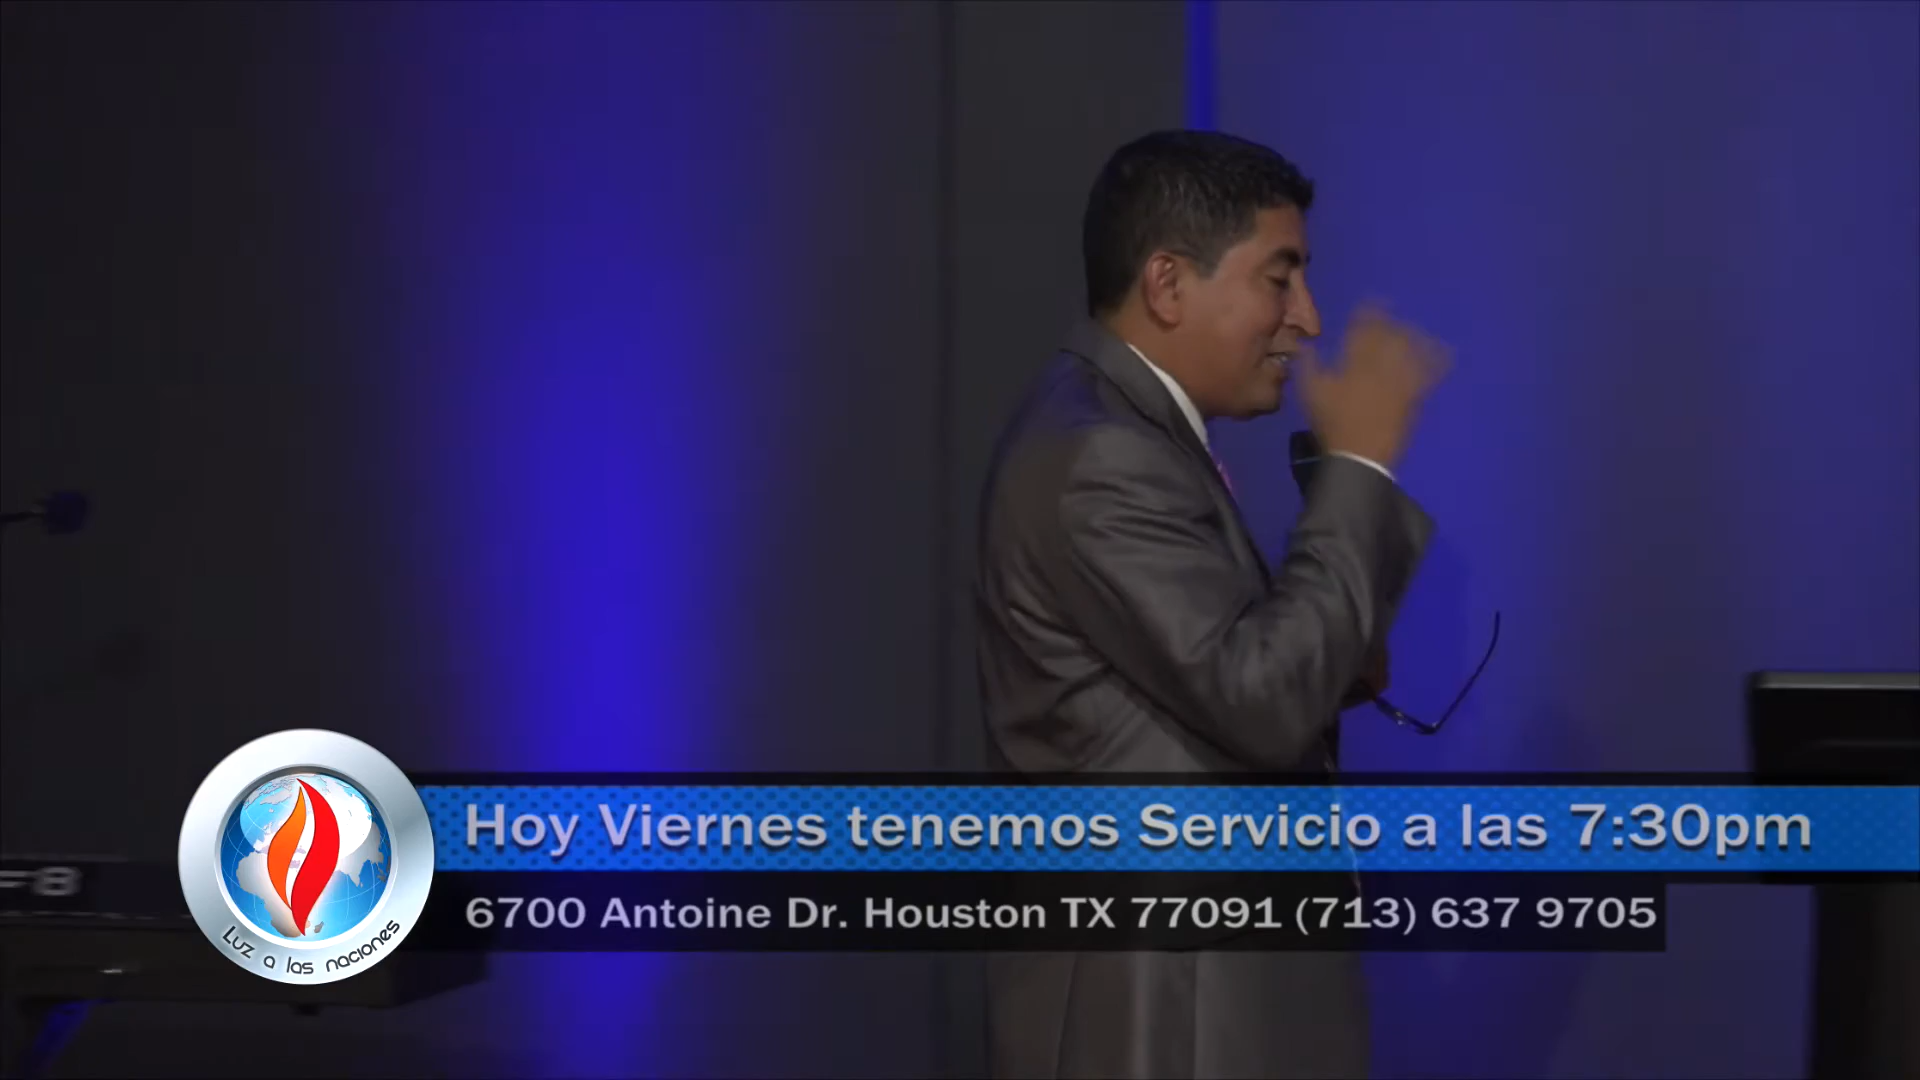 Hoy Viernes tenemos Servicio a las 7:30pm
F8
6700 Antoine Dr. Houston TX 77091 (713) 637 9705
Luz a las naciones